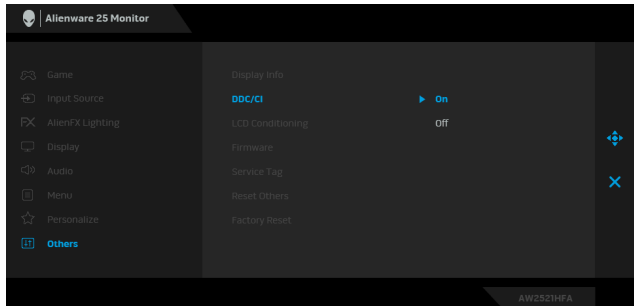 Alienware 25 Monitor
Game
Input Source
AlienFX Lighting
Display
Audio
Menu
Personalize
Others
Display Info
DDC/CI
LCD Conditioning
Firmware
Service Tag
Reset Others
Factory Reset
On
Off
AW2521HFA